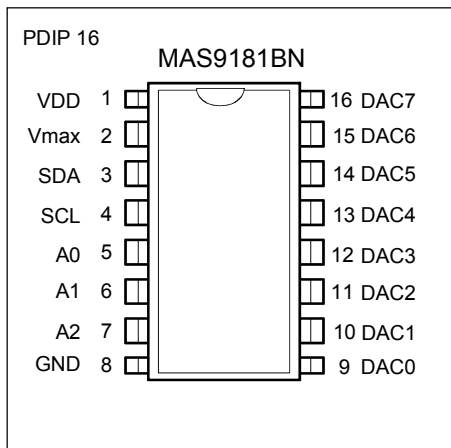 PDIP 16
MAS9181BN
VDD 1 16 DAC7
Vmax 2 15 DAC6
SDA 3 14 DAC5
SCL 4 13 DAC4
A0 5 12 DAC3
A1 6 11 DAC2
A2 7 10 DAC1
GND 8 9 DAC0